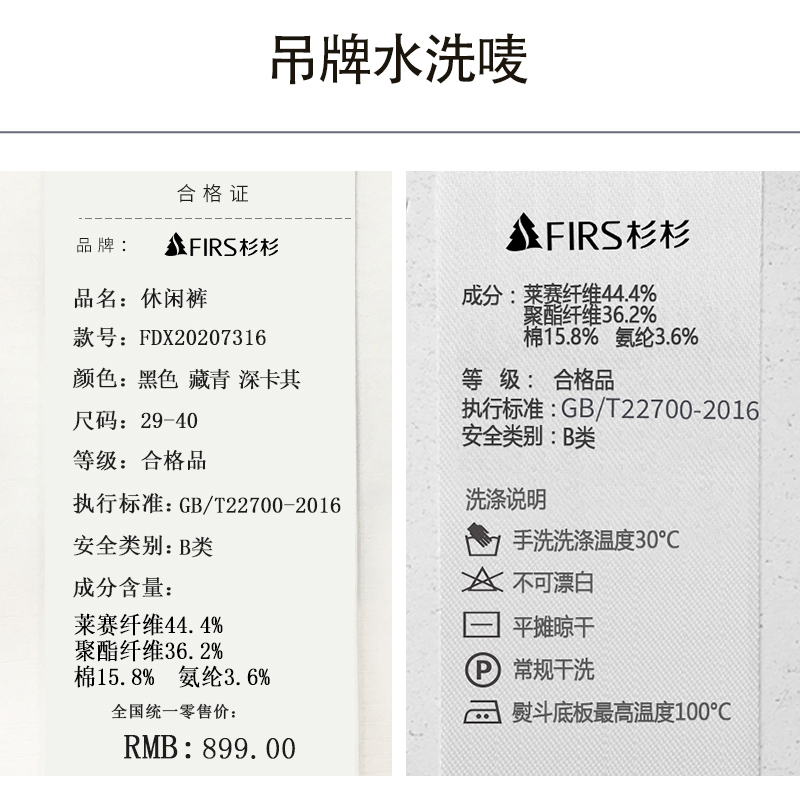 吊牌水洗唛
合格证
品牌： FIRS杉杉
品名：休闲裤
款号：FDX20207316
颜色：黑色 藏青 深卡其
尺码：29-40
等级：合格品
执行标准：GB/T22700-2016
安全类别：B类
成分含量：
莱赛纤维44.4%
聚酯纤维36.2%
棉15.8% 氨纶3.6%
全国统一零售价：
RMB：899.00
FIRS杉杉
成分：莱赛纤维44.4%
聚酯纤维36.2%
棉15.8% 氨纶3.6%
等 级： 合格品
执行标准：GB/T22700-2016
安全类别：B类
洗涤说明
手洗洗涤温度30°C
不可漂白
平摊晾干
P 常规干洗
熨斗底板最高温度100°C